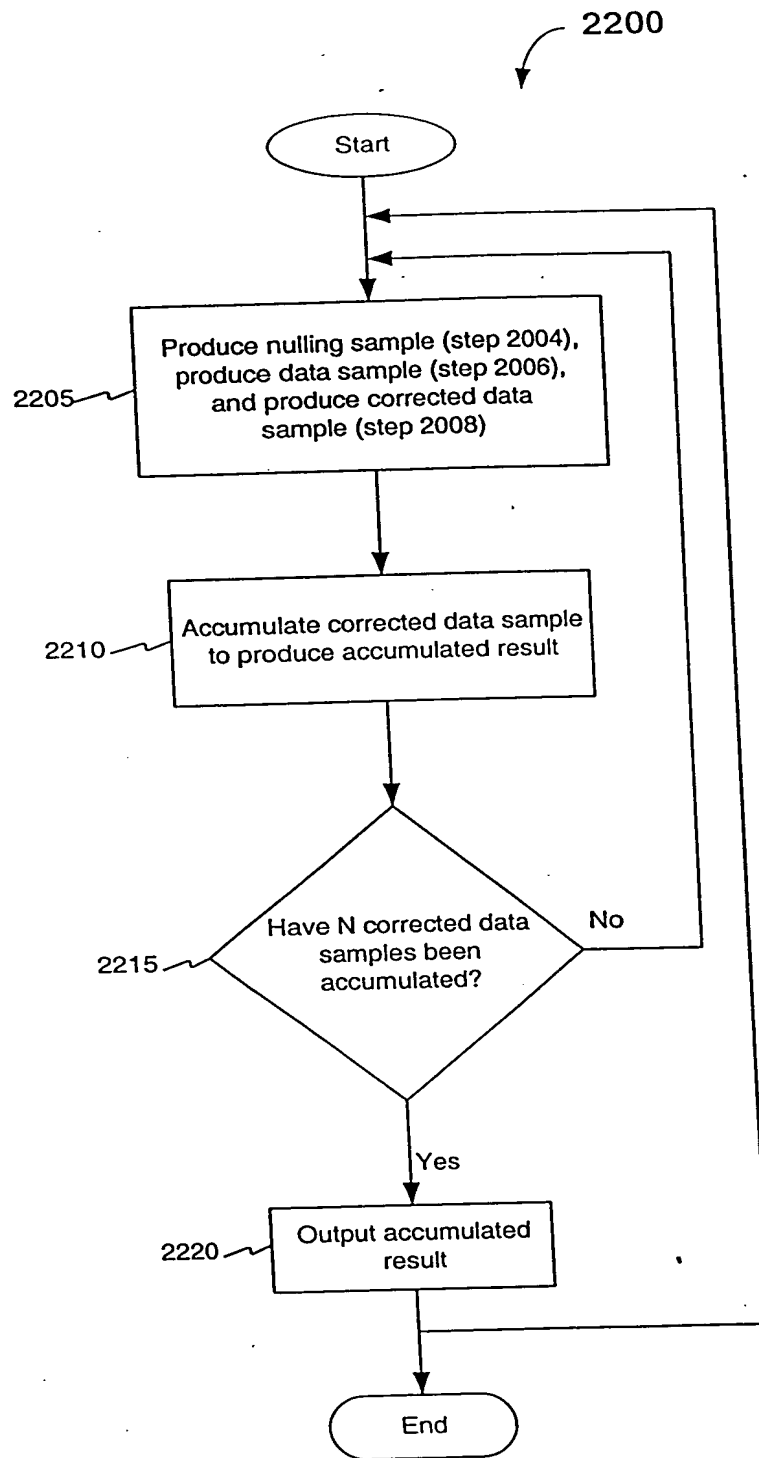 2200
Start
Produce nulling sample (step 2004),
produce data sample (step 2006),
and produce corrected data
sample (step 2008)
2205
Accumulate corrected data sample
to produce accumulated result
2210
Have N corrected data
samples been
accumulated?
2215
No
Yes
Output accumulated
result
2220
End